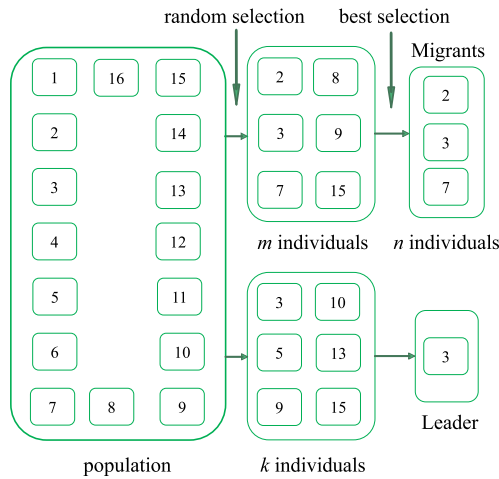 random selection
best selection
Migrants
1 16 15
2 14
3 13
4 12
5 11
6 10
7 8 9
population
2 8
3 9
7 15
m individuals
2
3
7
n individuals
3 10
5 13
9 15
k individuals
3
Leader